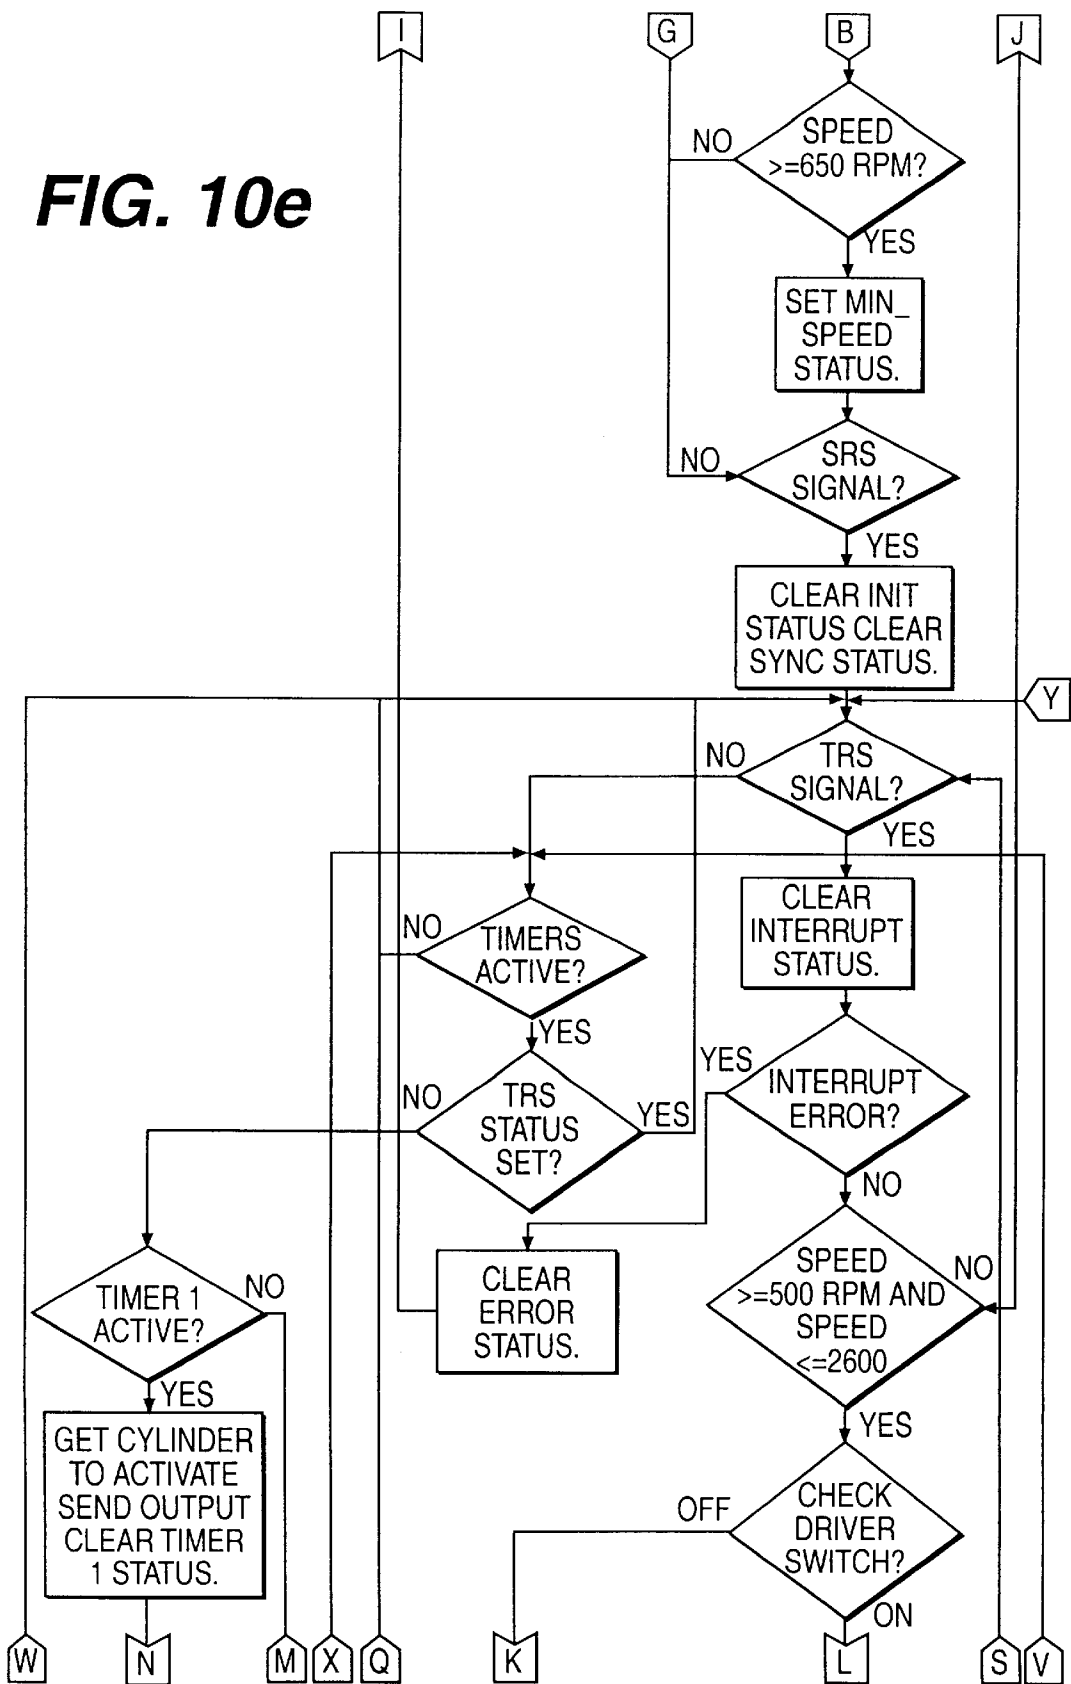 I
G
B
J
FIG. 10e
SPEED
>=650 RPM?
NO
YES
SET MIN_
SPEED
STATUS.
NO
SRS
SIGNAL?
YES
CLEAR INIT
STATUS CLEAR
SYNC STATUS.
Y
NO
TRS
SIGNAL?
YES
CLEAR
INTERRUPT
STATUS.
NO
TIMERS
ACTIVE?
YES
YES
INTERRUPT
ERROR?
NO
NO
TRS
STATUS
SET?
YES
CLEAR
ERROR
STATUS.
SPEED
>=500 RPM AND
SPEED
<=2600
NO
YES
TIMER 1
ACTIVE?
NO
YES
GET CYLINDER
TO ACTIVATE
SEND OUTPUT
CLEAR TIMER
1 STATUS.
OFF
CHECK
DRIVER
SWITCH?
ON
W
N
M
X
Q
K
L
S
V